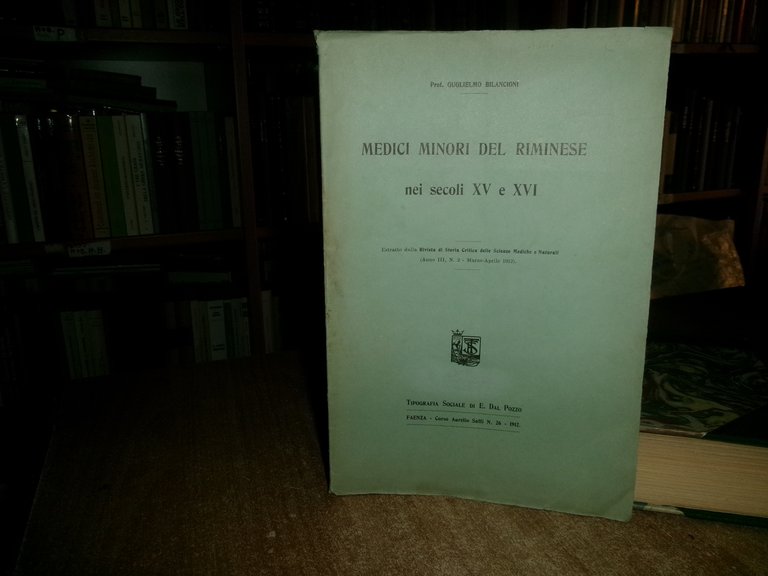 Prof. GUGLIELMO BILANCIONI
MEDICI MINORI DEL RIMINESE
nei secoli XV e XVI
Estratto dalla Rivista di Storia Critica delle Scienze Mediche e Naturali
(Anno III, N. 2 - Marzo-Aprile 1912).
TIPOGRAFIA SOCIALE DI E. DAL POZZO
FAENZA - Corso Aurelio Saffi N. 26 - 1912.